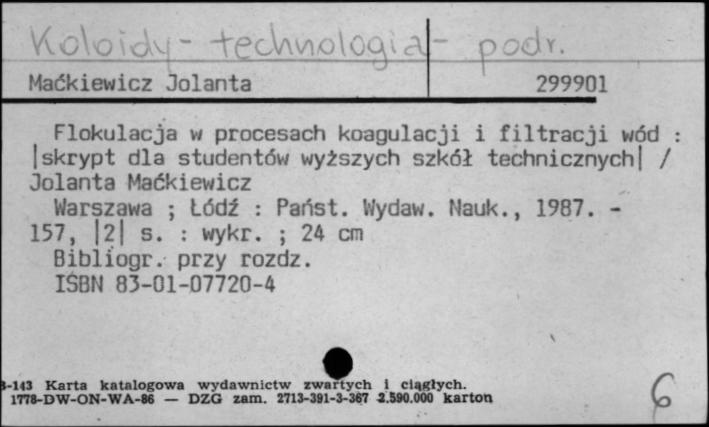 Koloidy - technologia - podr.
Maćkiewicz Jolanta 299901
Flokulacja w procesach koagulacji i filtracji wód :
|skrypt dla studentów wyższych szkół technicznych| /
Jolanta Maćkiewicz
Warszawa ; Łódź : Państ. Wydaw. Nauk., 1987. -
157, |2| s. : wykr. ; 24 cm
Bibliogr. przy rozdz.
ISBN 83-01-07720-4
-143 Karta katalogowa wydawnictw zwartych i ciągłych.
1778-DW-ON-WA-86 — DZG zam. 2713-391-3-367 2.590.000 karton
6